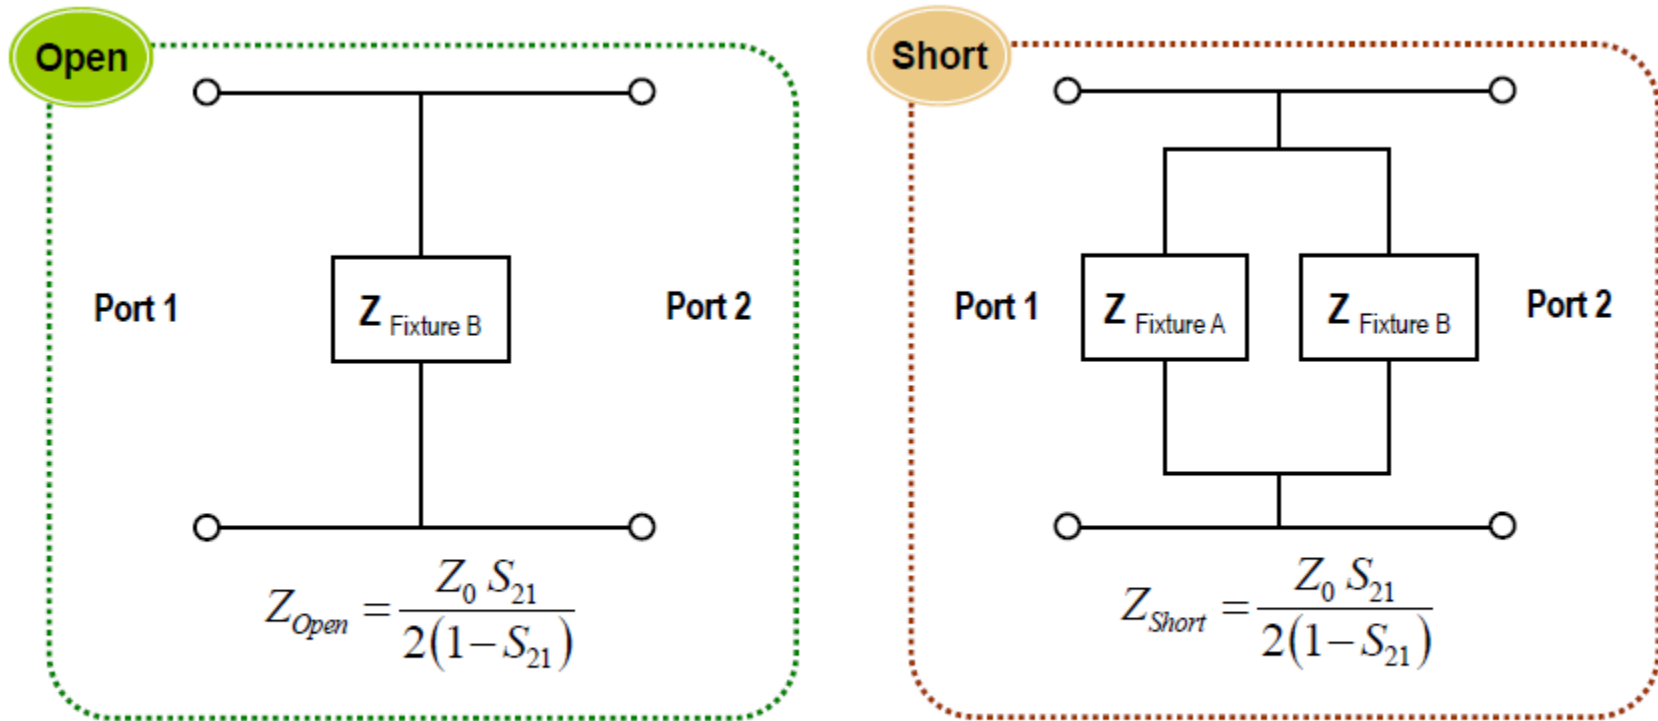 Open
Port 1
Z Fixture B
Port 2
Z_Open = Z_0 S_21 / 2(1−S_21)
Short
Port 1
Z Fixture A
Z Fixture B
Port 2
Z_Short = Z_0 S_21 / 2(1−S_21)